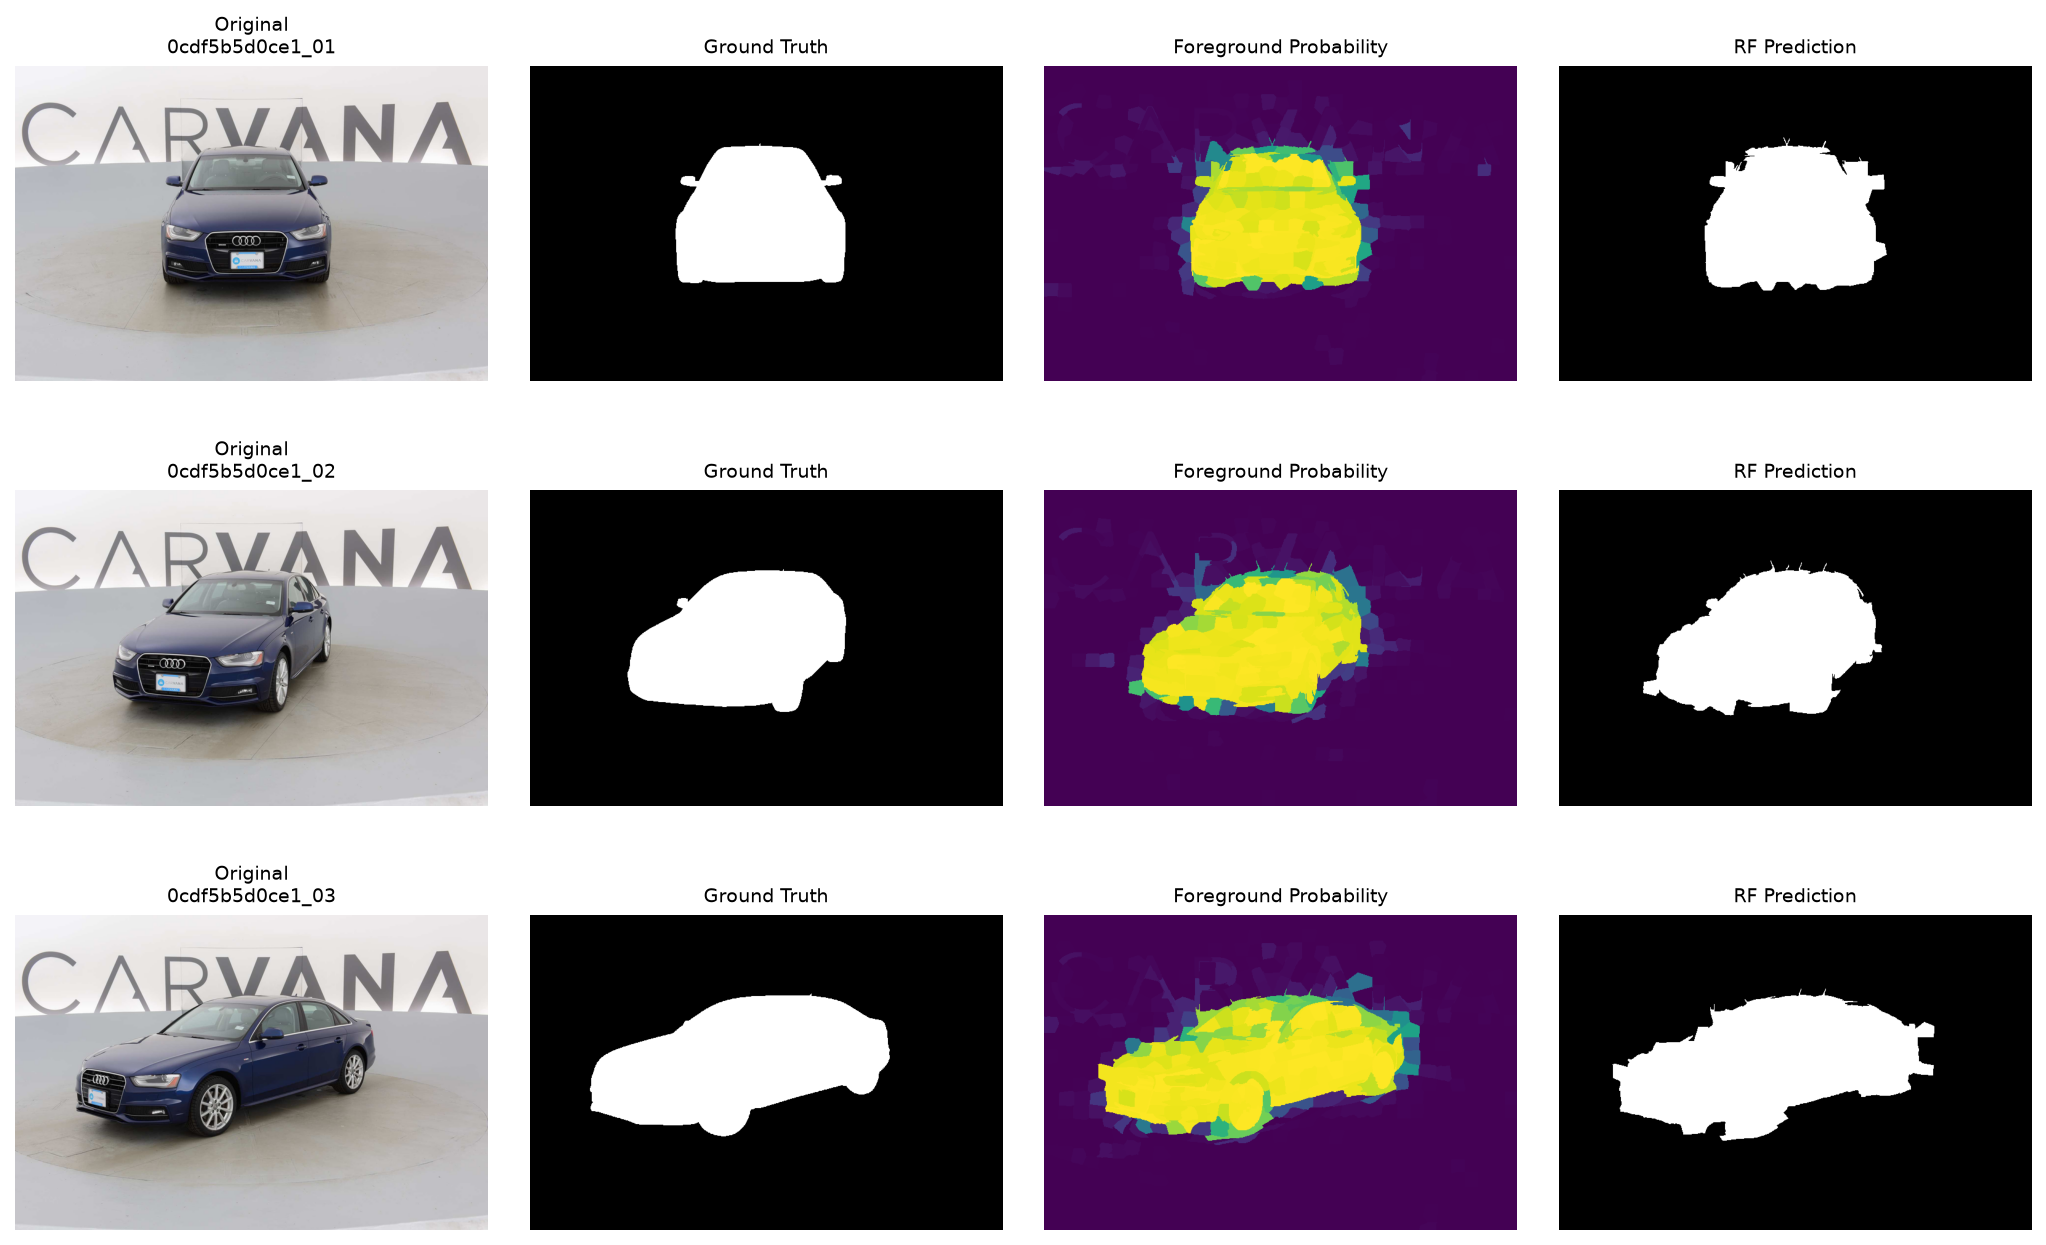 Original
0cdf5b5d0ce1_01
Ground Truth
Foreground Probability
RF Prediction
CARVANA
Original
0cdf5b5d0ce1_02
Ground Truth
Foreground Probability
RF Prediction
CARVANA
Original
0cdf5b5d0ce1_03
Ground Truth
Foreground Probability
RF Prediction
CARVANA